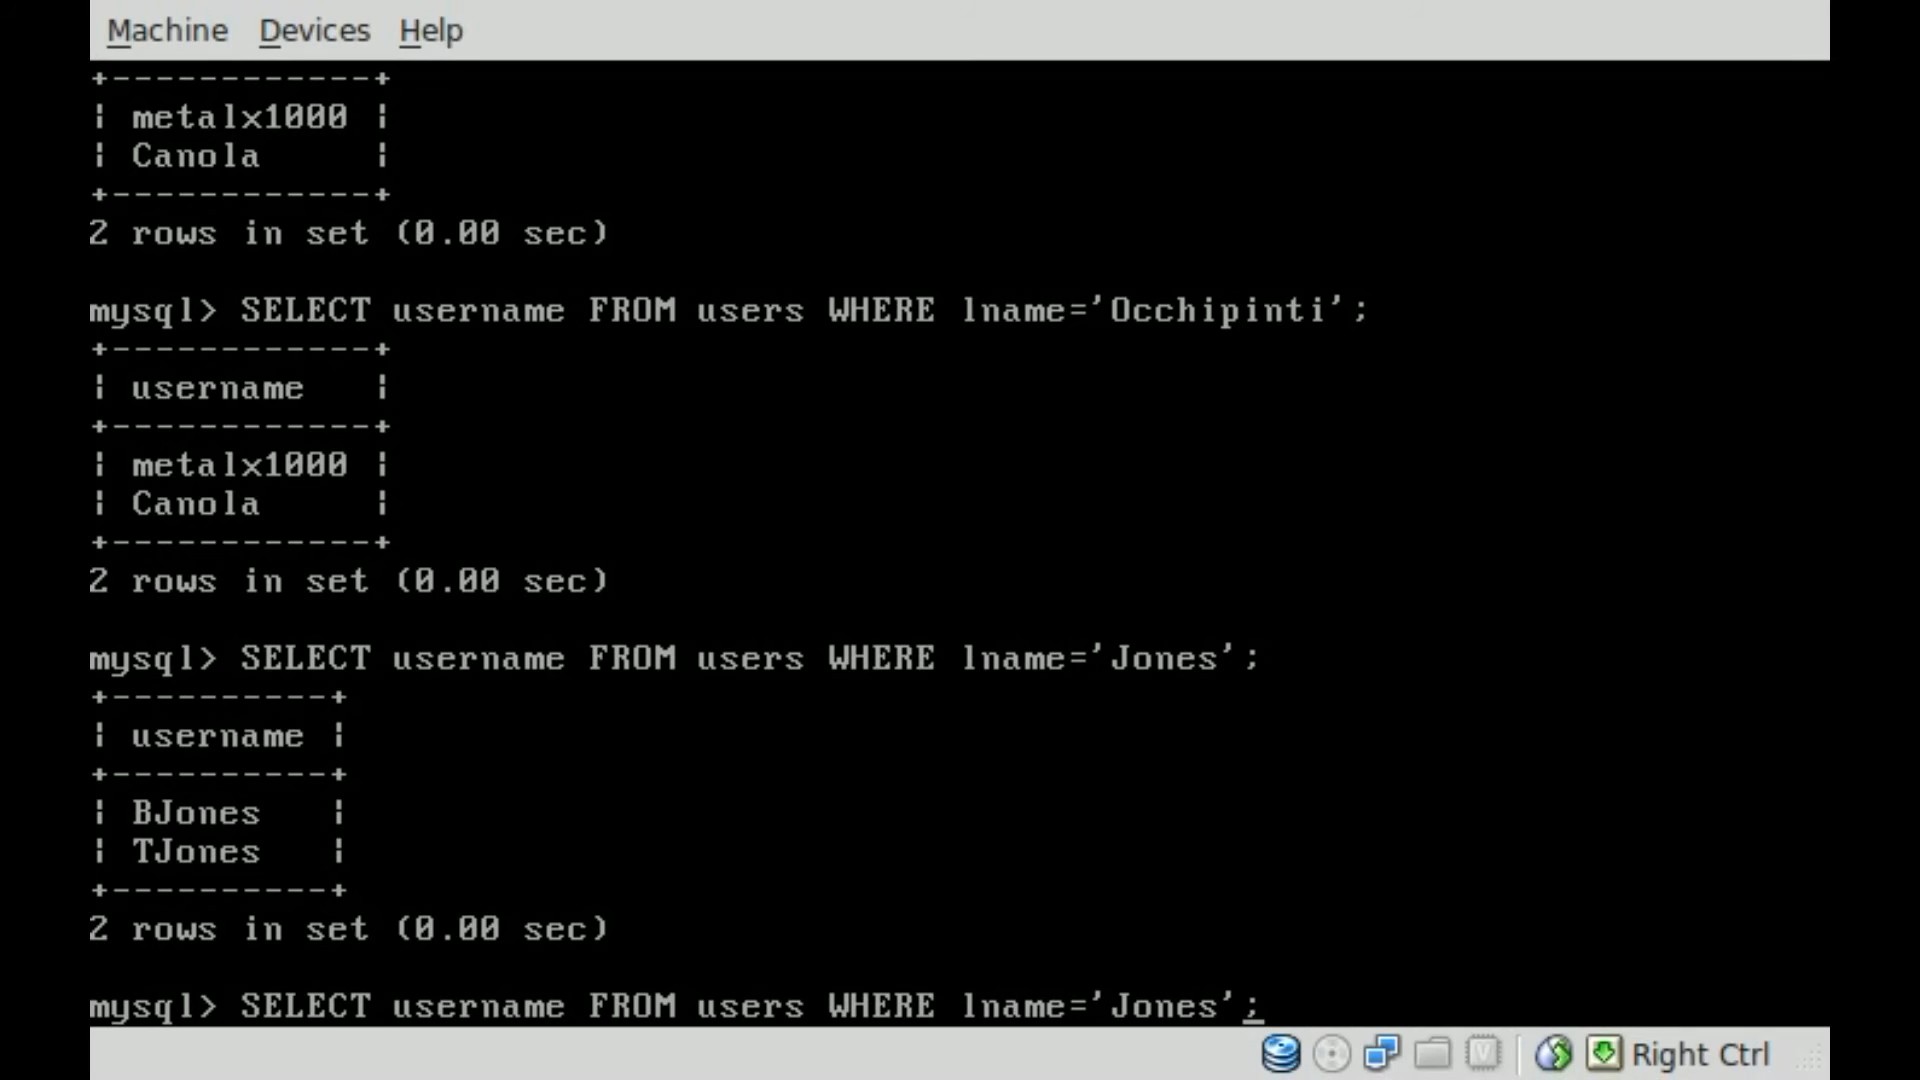 Machine Devices Help
+------------+
| metalx1000 |
| Canola     |
+------------+
2 rows in set (0.00 sec)
mysql> SELECT username FROM users WHERE lname='Occhipinti';
+------------+
| username   |
+------------+
| metalx1000 |
| Canola     |
+------------+
2 rows in set (0.00 sec)
mysql> SELECT username FROM users WHERE lname='Jones';
+----------+
| username |
+----------+
| BJones   |
| TJones   |
+----------+
2 rows in set (0.00 sec)
mysql> SELECT username FROM users WHERE lname='Jones';
Right Ctrl